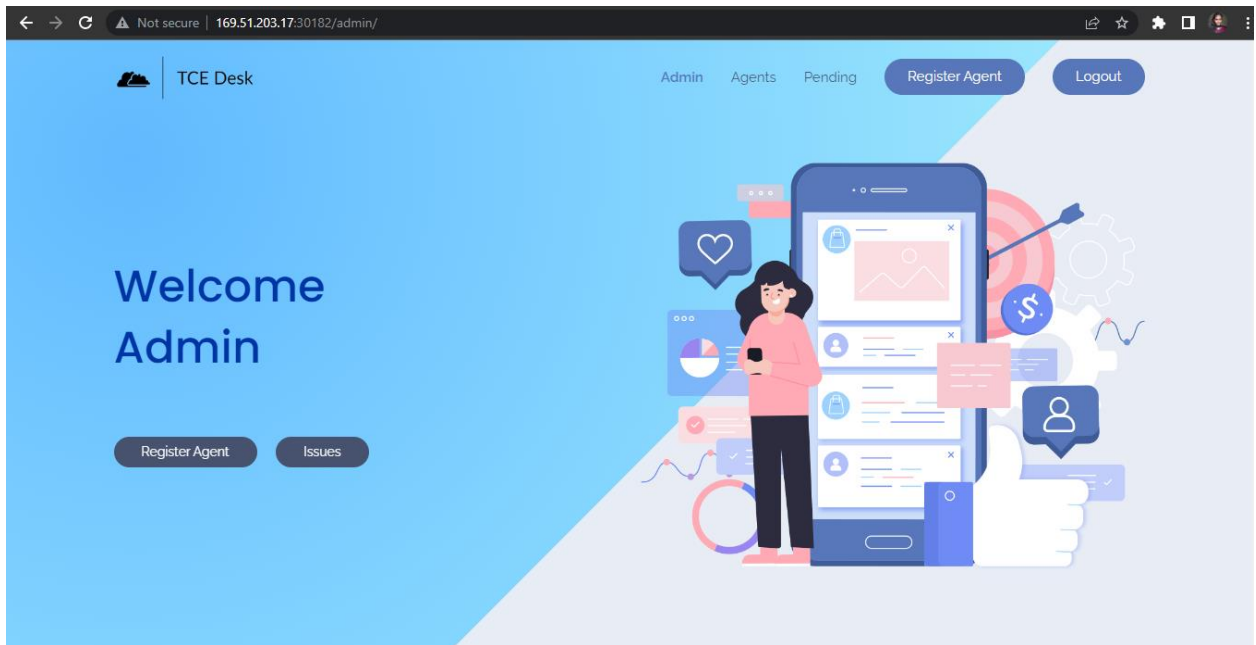 Not secure | 169.51.203.17:30182/admin/
TCE Desk
Admin Agents Pending Register Agent Logout
Welcome
Admin
Register Agent Issues